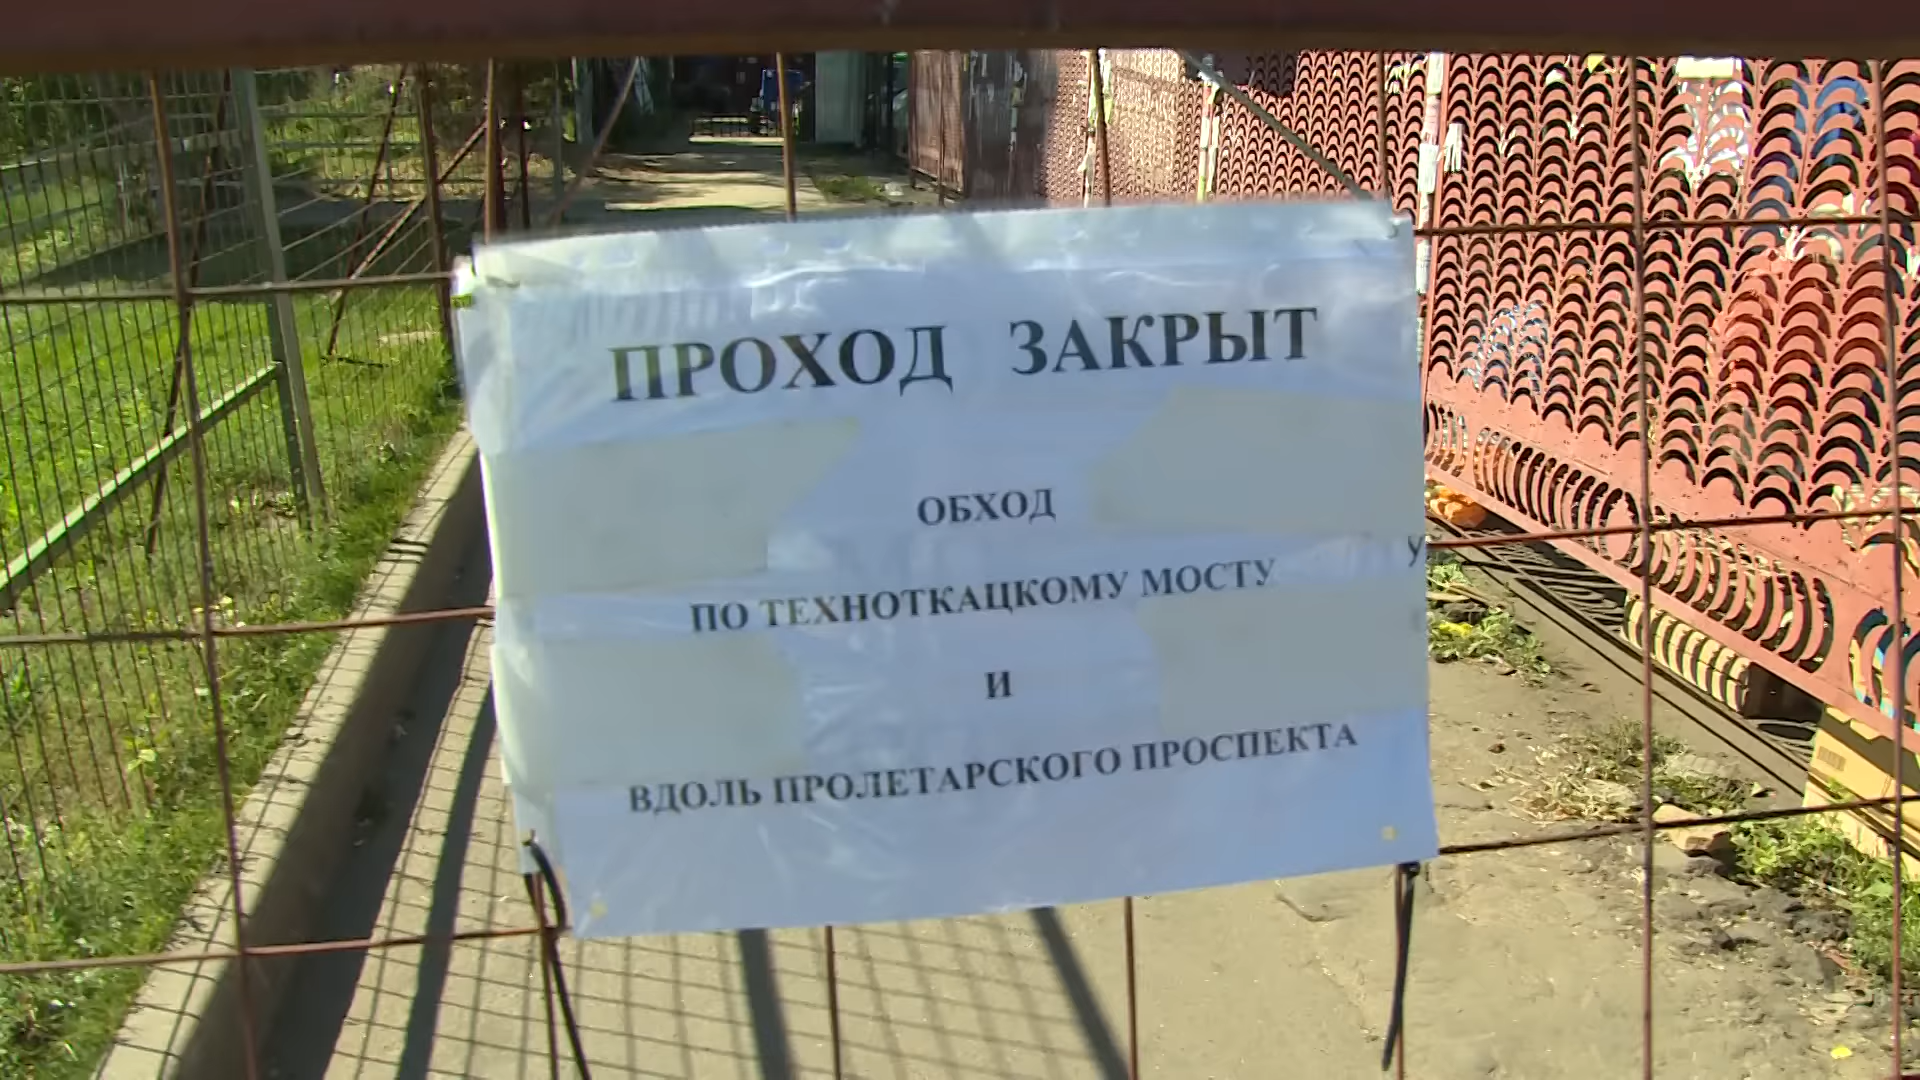 ПРОХОД ЗАКРЫТ
ОБХОД
ПО ТЕХНОТКАЦКОМУ МОСТУ
И
ВДОЛЬ ПРОЛЕТАРСКОГО ПРОСПЕКТА